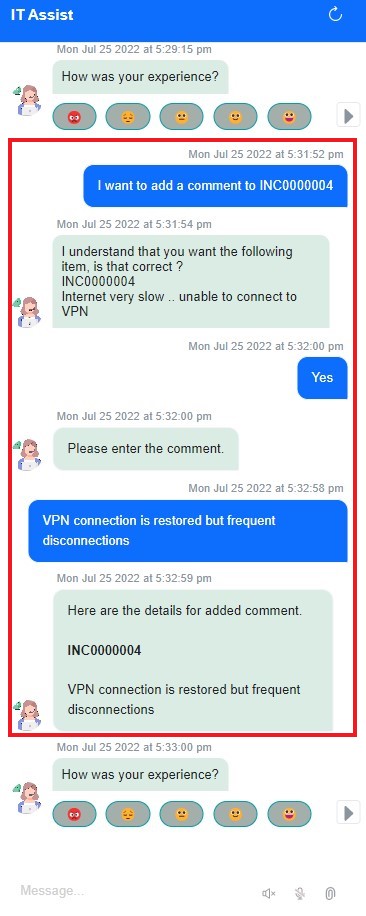 IT Assist
Mon Jul 25 2022 at 5:29:15 pm
How was your experience?
Mon Jul 25 2022 at 5:31:52 pm
I want to add a comment to INC0000004
Mon Jul 25 2022 at 5:31:54 pm
I understand that you want the following
item, is that correct ?
INC0000004
Internet very slow .. unable to connect to
VPN
Mon Jul 25 2022 at 5:32:00 pm
Yes
Mon Jul 25 2022 at 5:32:00 pm
Please enter the comment.
Mon Jul 25 2022 at 5:32:58 pm
VPN connection is restored but frequent
disconnections
Mon Jul 25 2022 at 5:32:59 pm
Here are the details for added comment.
INC0000004
VPN connection is restored but frequent
disconnections
Mon Jul 25 2022 at 5:33:00 pm
How was your experience?
Message...